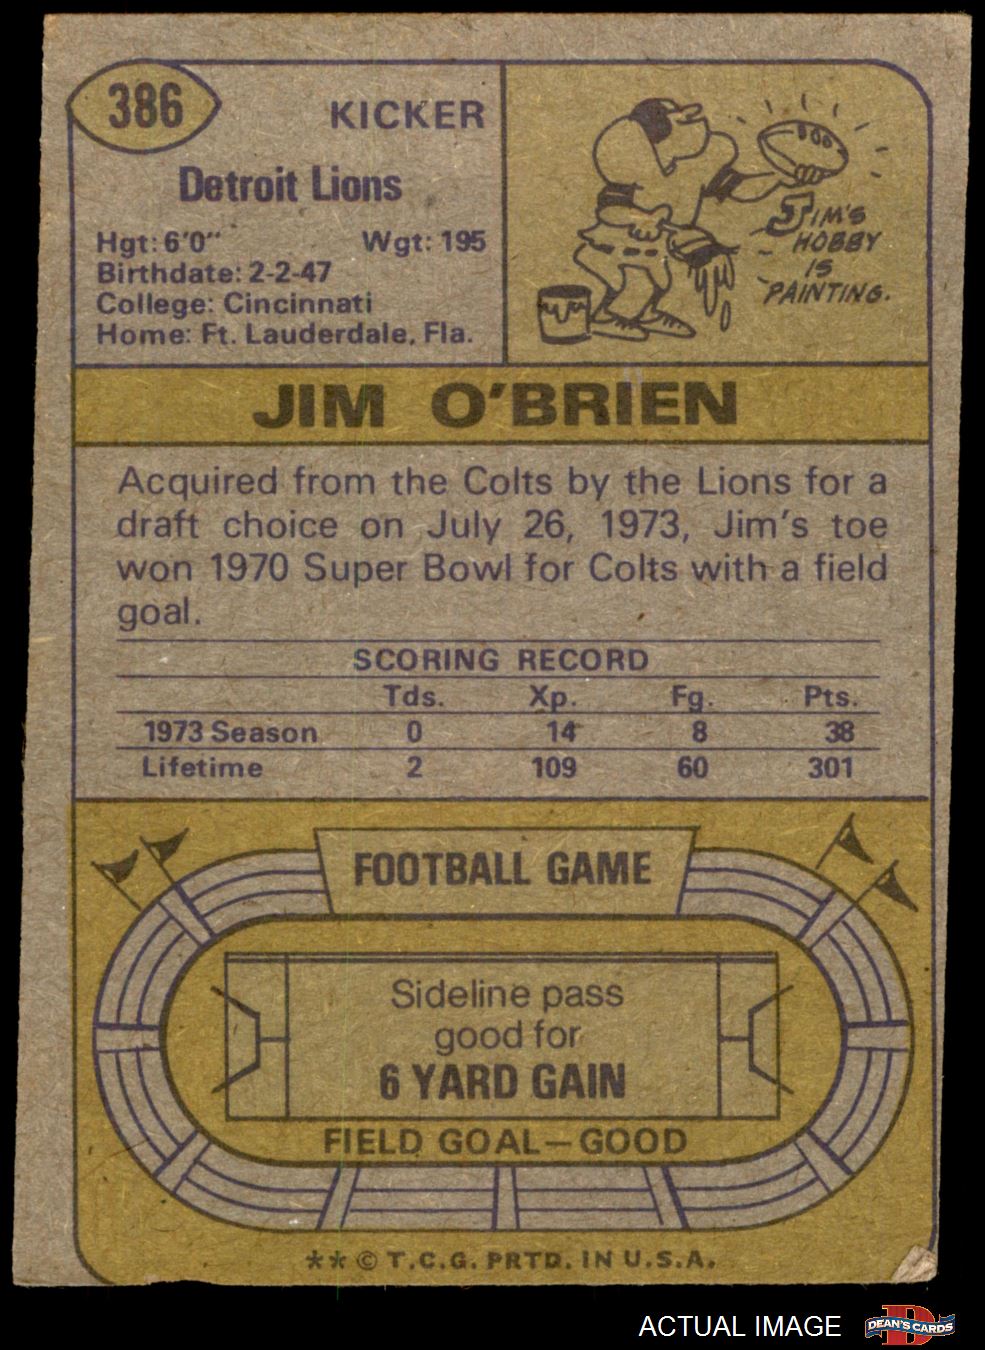 386
KICKER
Detroit Lions
Hgt: 6'0" Wgt: 195
Birthdate: 2-2-47
College: Cincinnati
Home: Ft. Lauderdale, Fla.
JIM'S
HOBBY
IS
PAINTING.
JIM O'BRIEN
Acquired from the Colts by the Lions for a
draft choice on July 26, 1973, Jim's toe
won 1970 Super Bowl for Colts with a field
goal.
SCORING RECORD
Tds. Xp. Fg. Pts.
1973 Season 0 14 8 38
Lifetime 2 109 60 301
FOOTBALL GAME
Sideline pass
good for
6 YARD GAIN
FIELD GOAL—GOOD
** © T.C.G. PRTD. IN U.S.A.
ACTUAL IMAGE
D
DEAN'S CARDS